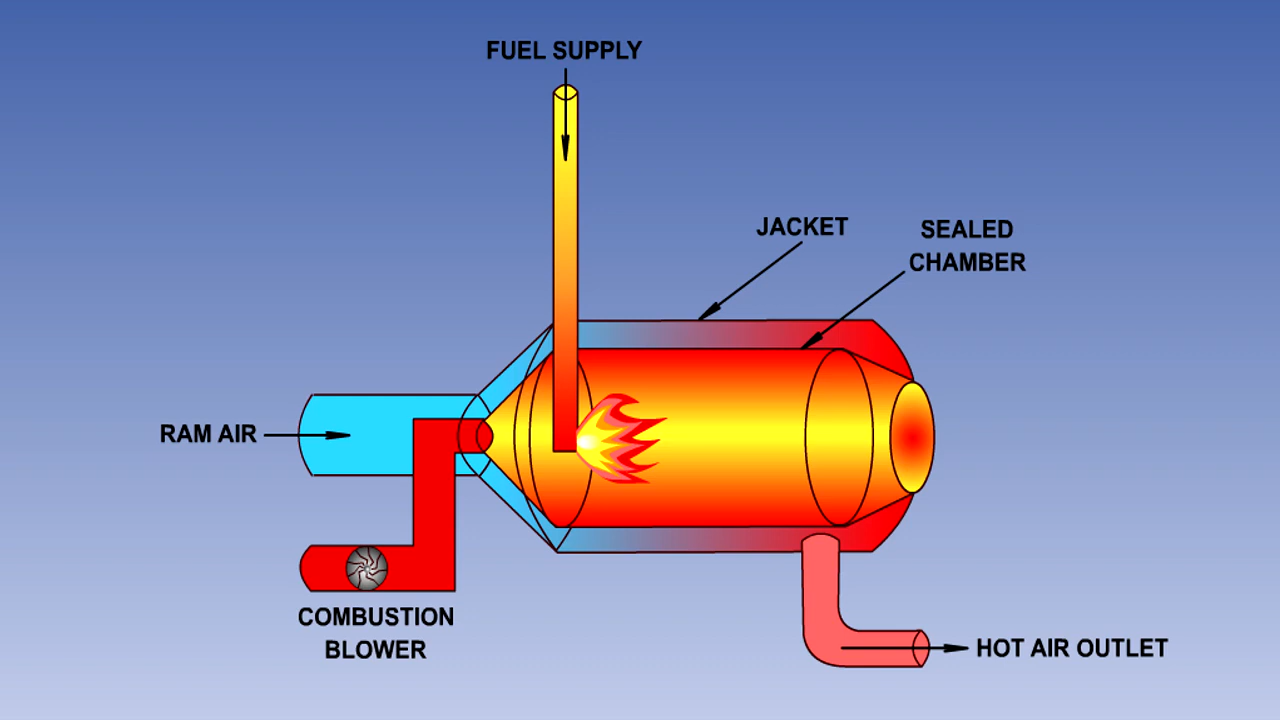 FUEL SUPPLY
JACKET
SEALED
CHAMBER
RAM AIR
COMBUSTION
BLOWER
HOT AIR OUTLET